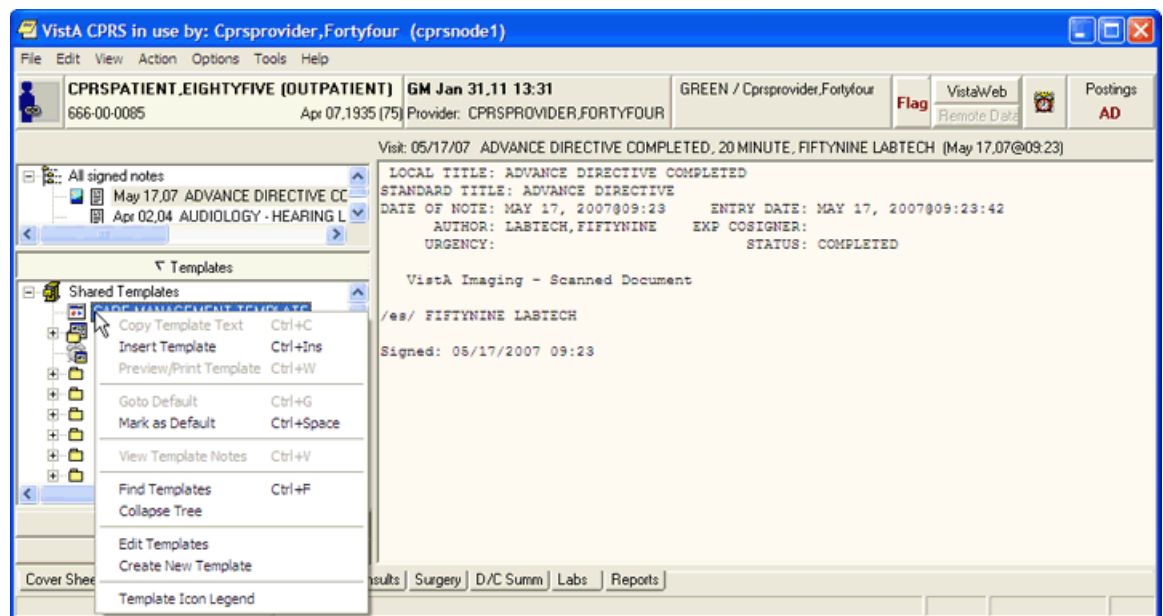 VistA CPRS in use by: Cprsprovider,Fortyfour (cprsnode1)
File Edit View Action Options Tools Help
CPRSPATIENT,EIGHTYFIVE (OUTPATIENT) GM Jan 31,11 13:31 GREEN / Cprsprovider,Fortyfour Flag VistaWeb Postings
666-00-0085 Apr 07,1935 (75) Provider: CPRSPROVIDER,FORTYFOUR Remote Data AD
Visit: 05/17/07 ADVANCE DIRECTIVE COMPLETED, 20 MINUTE, FIFTYNINE LABTECH (May 17,07@09:23)
All signed notes
May 17,07 ADVANCE DIRECTIVE CC
Apr 02,04 AUDIOLOGY - HEARING L
Templates
Shared Templates
CARE MANAGEMENT TEMPLATE
Copy Template Text Ctrl+C
Insert Template Ctrl+Ins
Preview/Print Template Ctrl+W
Goto Default Ctrl+G
Mark as Default Ctrl+Space
View Template Notes Ctrl+V
Find Templates Ctrl+F
Collapse Tree
Edit Templates
Create New Template
Template Icon Legend
LOCAL TITLE: ADVANCE DIRECTIVE COMPLETED
STANDARD TITLE: ADVANCE DIRECTIVE
DATE OF NOTE: MAY 17, 2007@09:23 ENTRY DATE: MAY 17, 2007@09:23:42
AUTHOR: LABTECH,FIFTYNINE EXP COSIGNER:
URGENCY: STATUS: COMPLETED
VistA Imaging - Scanned Document
/es/ FIFTYNINE LABTECH
Signed: 05/17/2007 09:23
Cover Shee sults Surgery D/C Summ Labs Reports